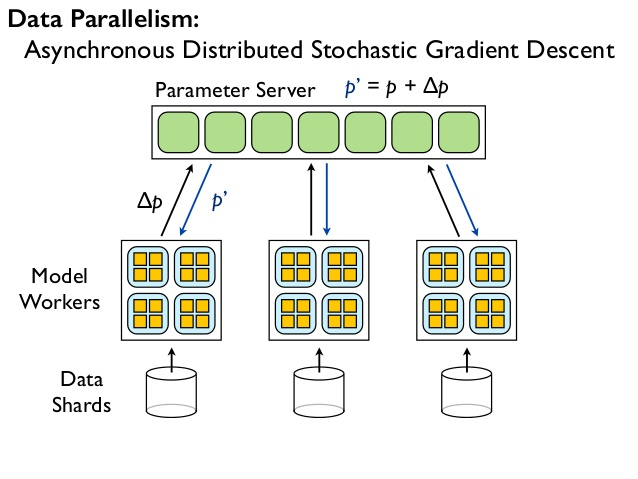 Data Parallelism:
Asynchronous Distributed Stochastic Gradient Descent
Parameter Server p’ = p + Δp
Δp p’
Model
Workers
Data
Shards